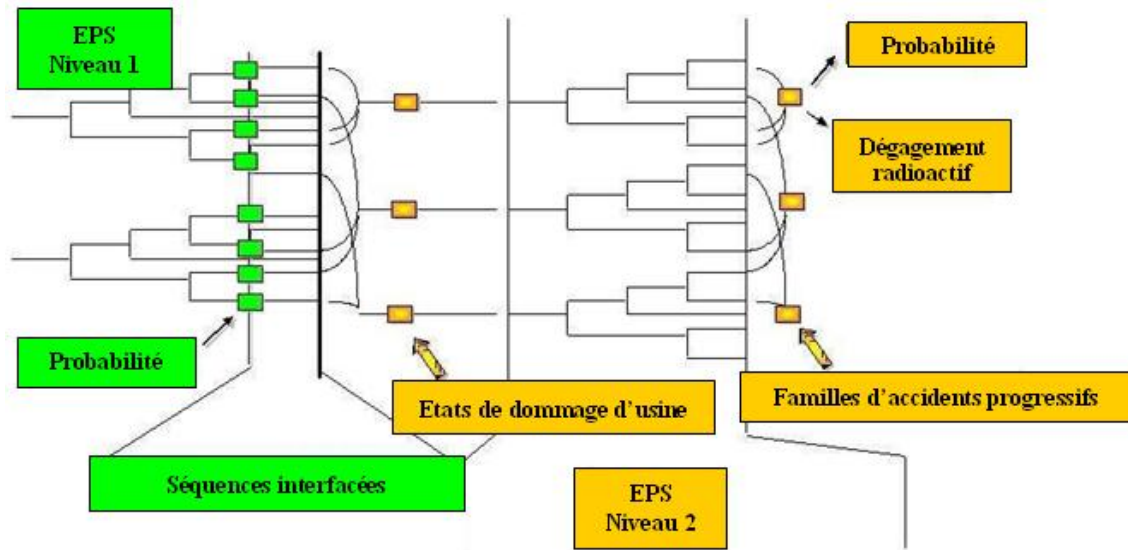 EPS
Niveau 1
Probabilité
Dégagement
radioactif
Probabilité
Etats de dommage d'usine
Familles d'accidents progressifs
Séquences interfacées
EPS
Niveau 2